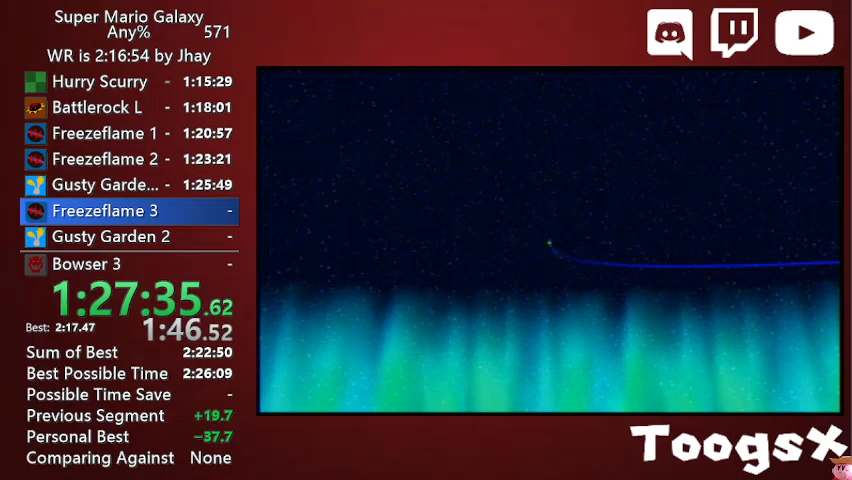 Super Mario Galaxy
Any% 571
WR is 2:16:54 by Jhay
Hurry Scurry - 1:15:29
Battlerock L - 1:18:01
Freezeflame 1 - 1:20:57
Freezeflame 2 - 1:23:21
Gusty Garde... - 1:25:49
Freezeflame 3 -
Gusty Garden 2 -
Bowser 3 -
1:27:35.62
Best: 2:17.47 1:46.52
Sum of Best 2:22:50
Best Possible Time 2:26:09
Possible Time Save -
Previous Segment +19.7
Personal Best −37.7
Comparing Against None
ToogsX